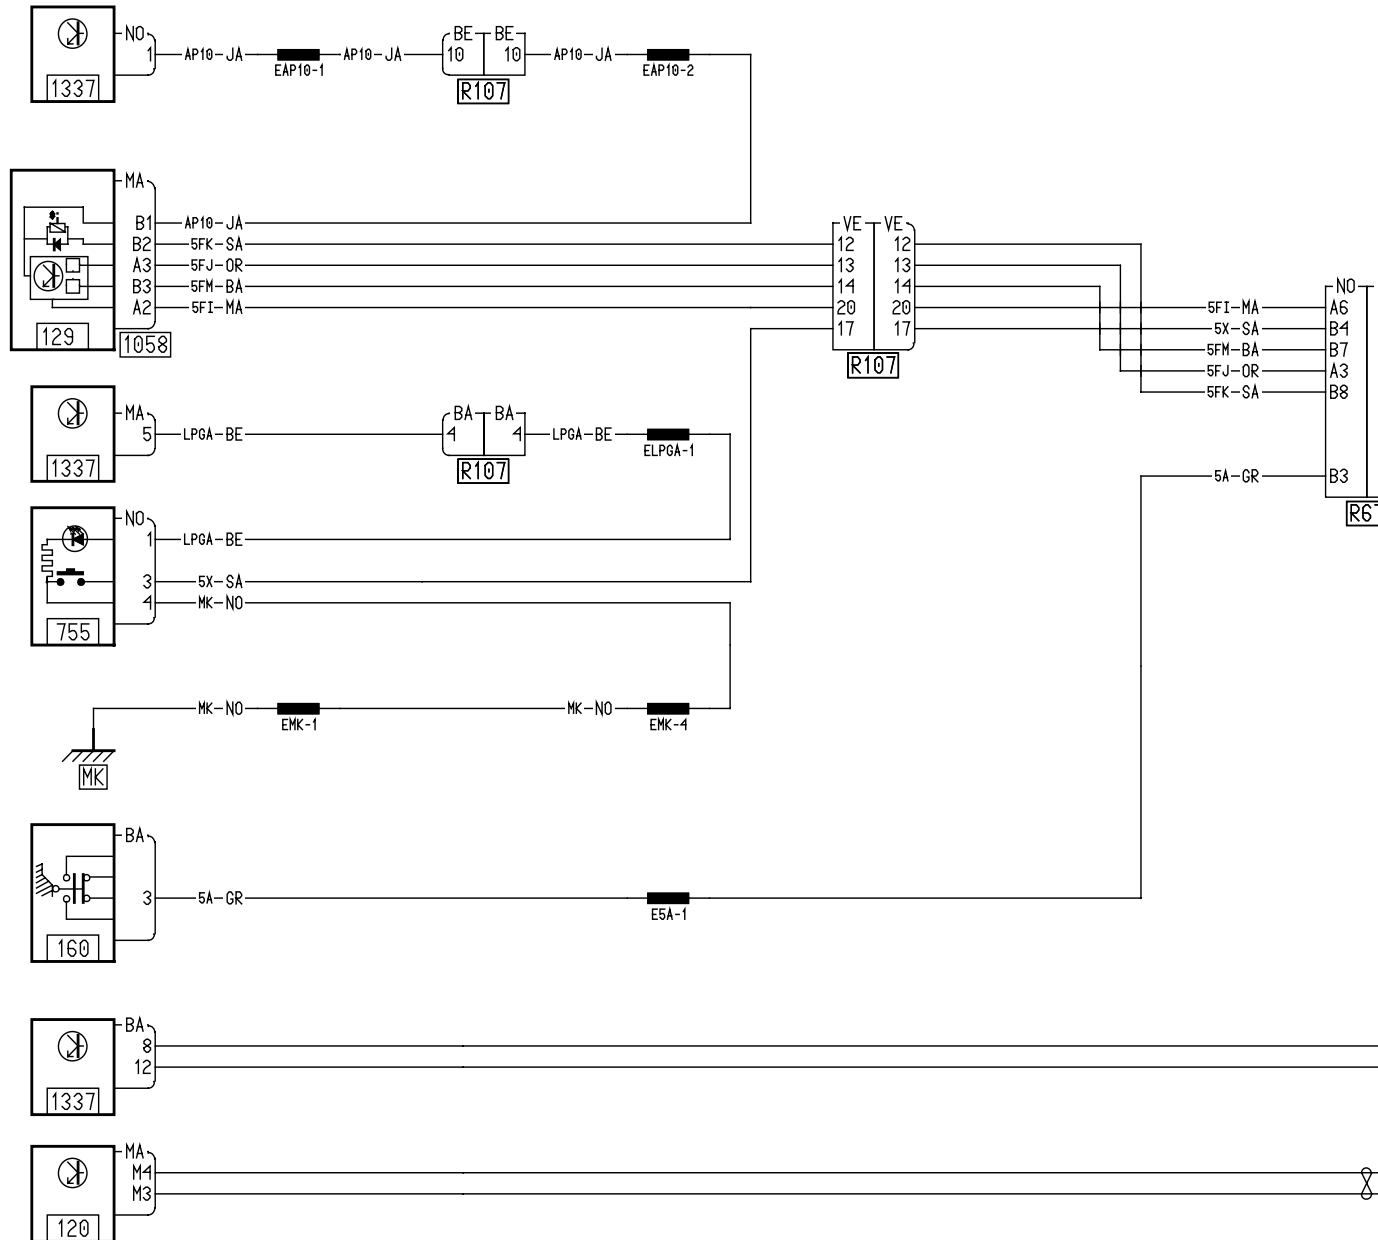 NO
1 AP10-JA AP10-JA BE 10 BE 10 AP10-JA
EAP10-1 EAP10-2
1337 R107
MA
B1 AP10-JA
VE VE
B2 5FK-SA 12 12
A3 5FJ-OR 13 13
B3 5FM-BA 14 14
NO
A2 5FI-MA 20 20 5FI-MA A6
17 17 5X-SA B4
129 1058
5FM-BA B7
R107
5FJ-OR A3
5FK-SA B8
MA BA BA
5 LPGA-BE 4 4 LPGA-BE
ELPGA-1
1337 R107
5A-GR B3
R67
NO
1 LPGA-BE
3 5X-SA
4 MK-NO
755
MK-NO MK-NO
EMK-1 EMK-4
MK
BA
3 5A-GR
E5A-1
160
BA
8
12
1337
MA
M4
M3
120